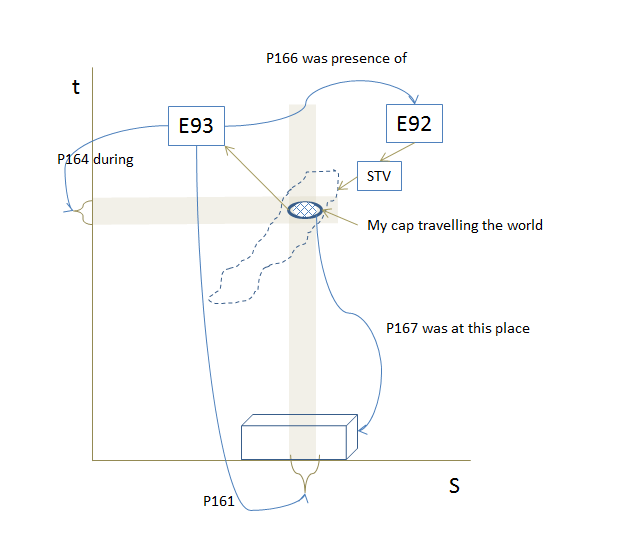 P166 was presence of
t
E93
E92
P164 during
STV
My cap travelling the world
P167 was at this place
S
P161